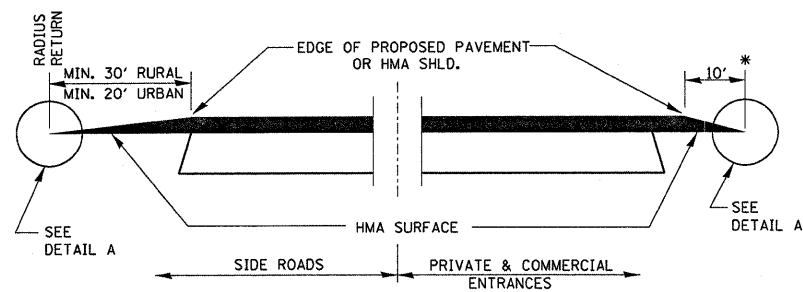 RADIUS
RETURN
MIN. 30' RURAL
MIN. 20' URBAN
EDGE OF PROPOSED PAVEMENT
OR HMA SHLD.
10'
*
SEE
DETAIL A
HMA SURFACE
SEE
DETAIL A
SIDE ROADS
PRIVATE & COMMERCIAL
ENTRANCES